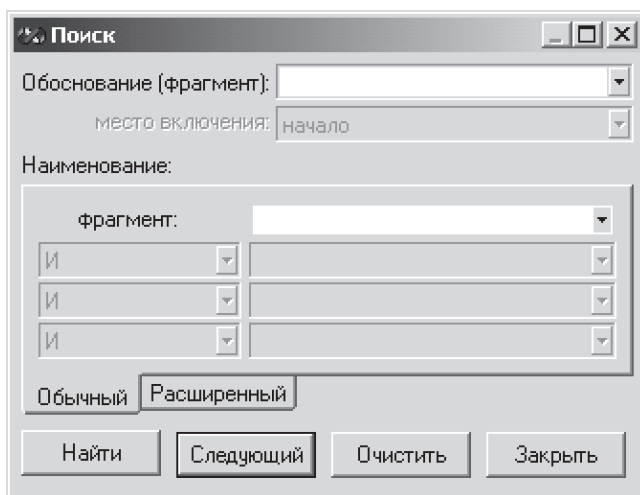 Поиск
Обоснование (фрагмент):
место включения: начало
Наименование:
фрагмент:
И
И
И
Обычный Расширенный
Найти Следующий Очистить Закрыть